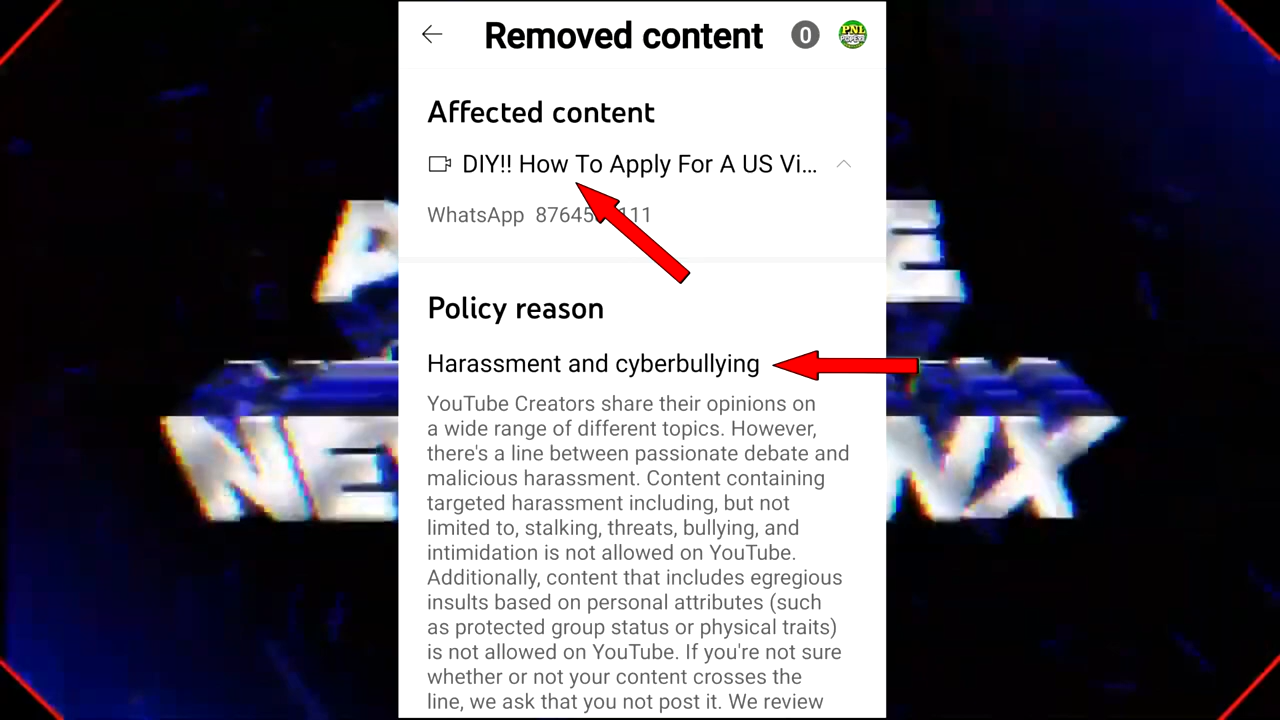 Removed content
0
PNL
Affected content
DIY!! How To Apply For A US Vi...
WhatsApp
Policy reason
Harassment and cyberbullying
YouTube Creators share their opinions on
a wide range of different topics. However,
there's a line between passionate debate and
malicious harassment. Content containing
targeted harassment including, but not
limited to, stalking, threats, bullying, and
intimidation is not allowed on YouTube.
Additionally, content that includes egregious
insults based on personal attributes (such
as protected group status or physical traits)
is not allowed on YouTube. If you're not sure
whether or not your content crosses the
line, we ask that you not post it. We review